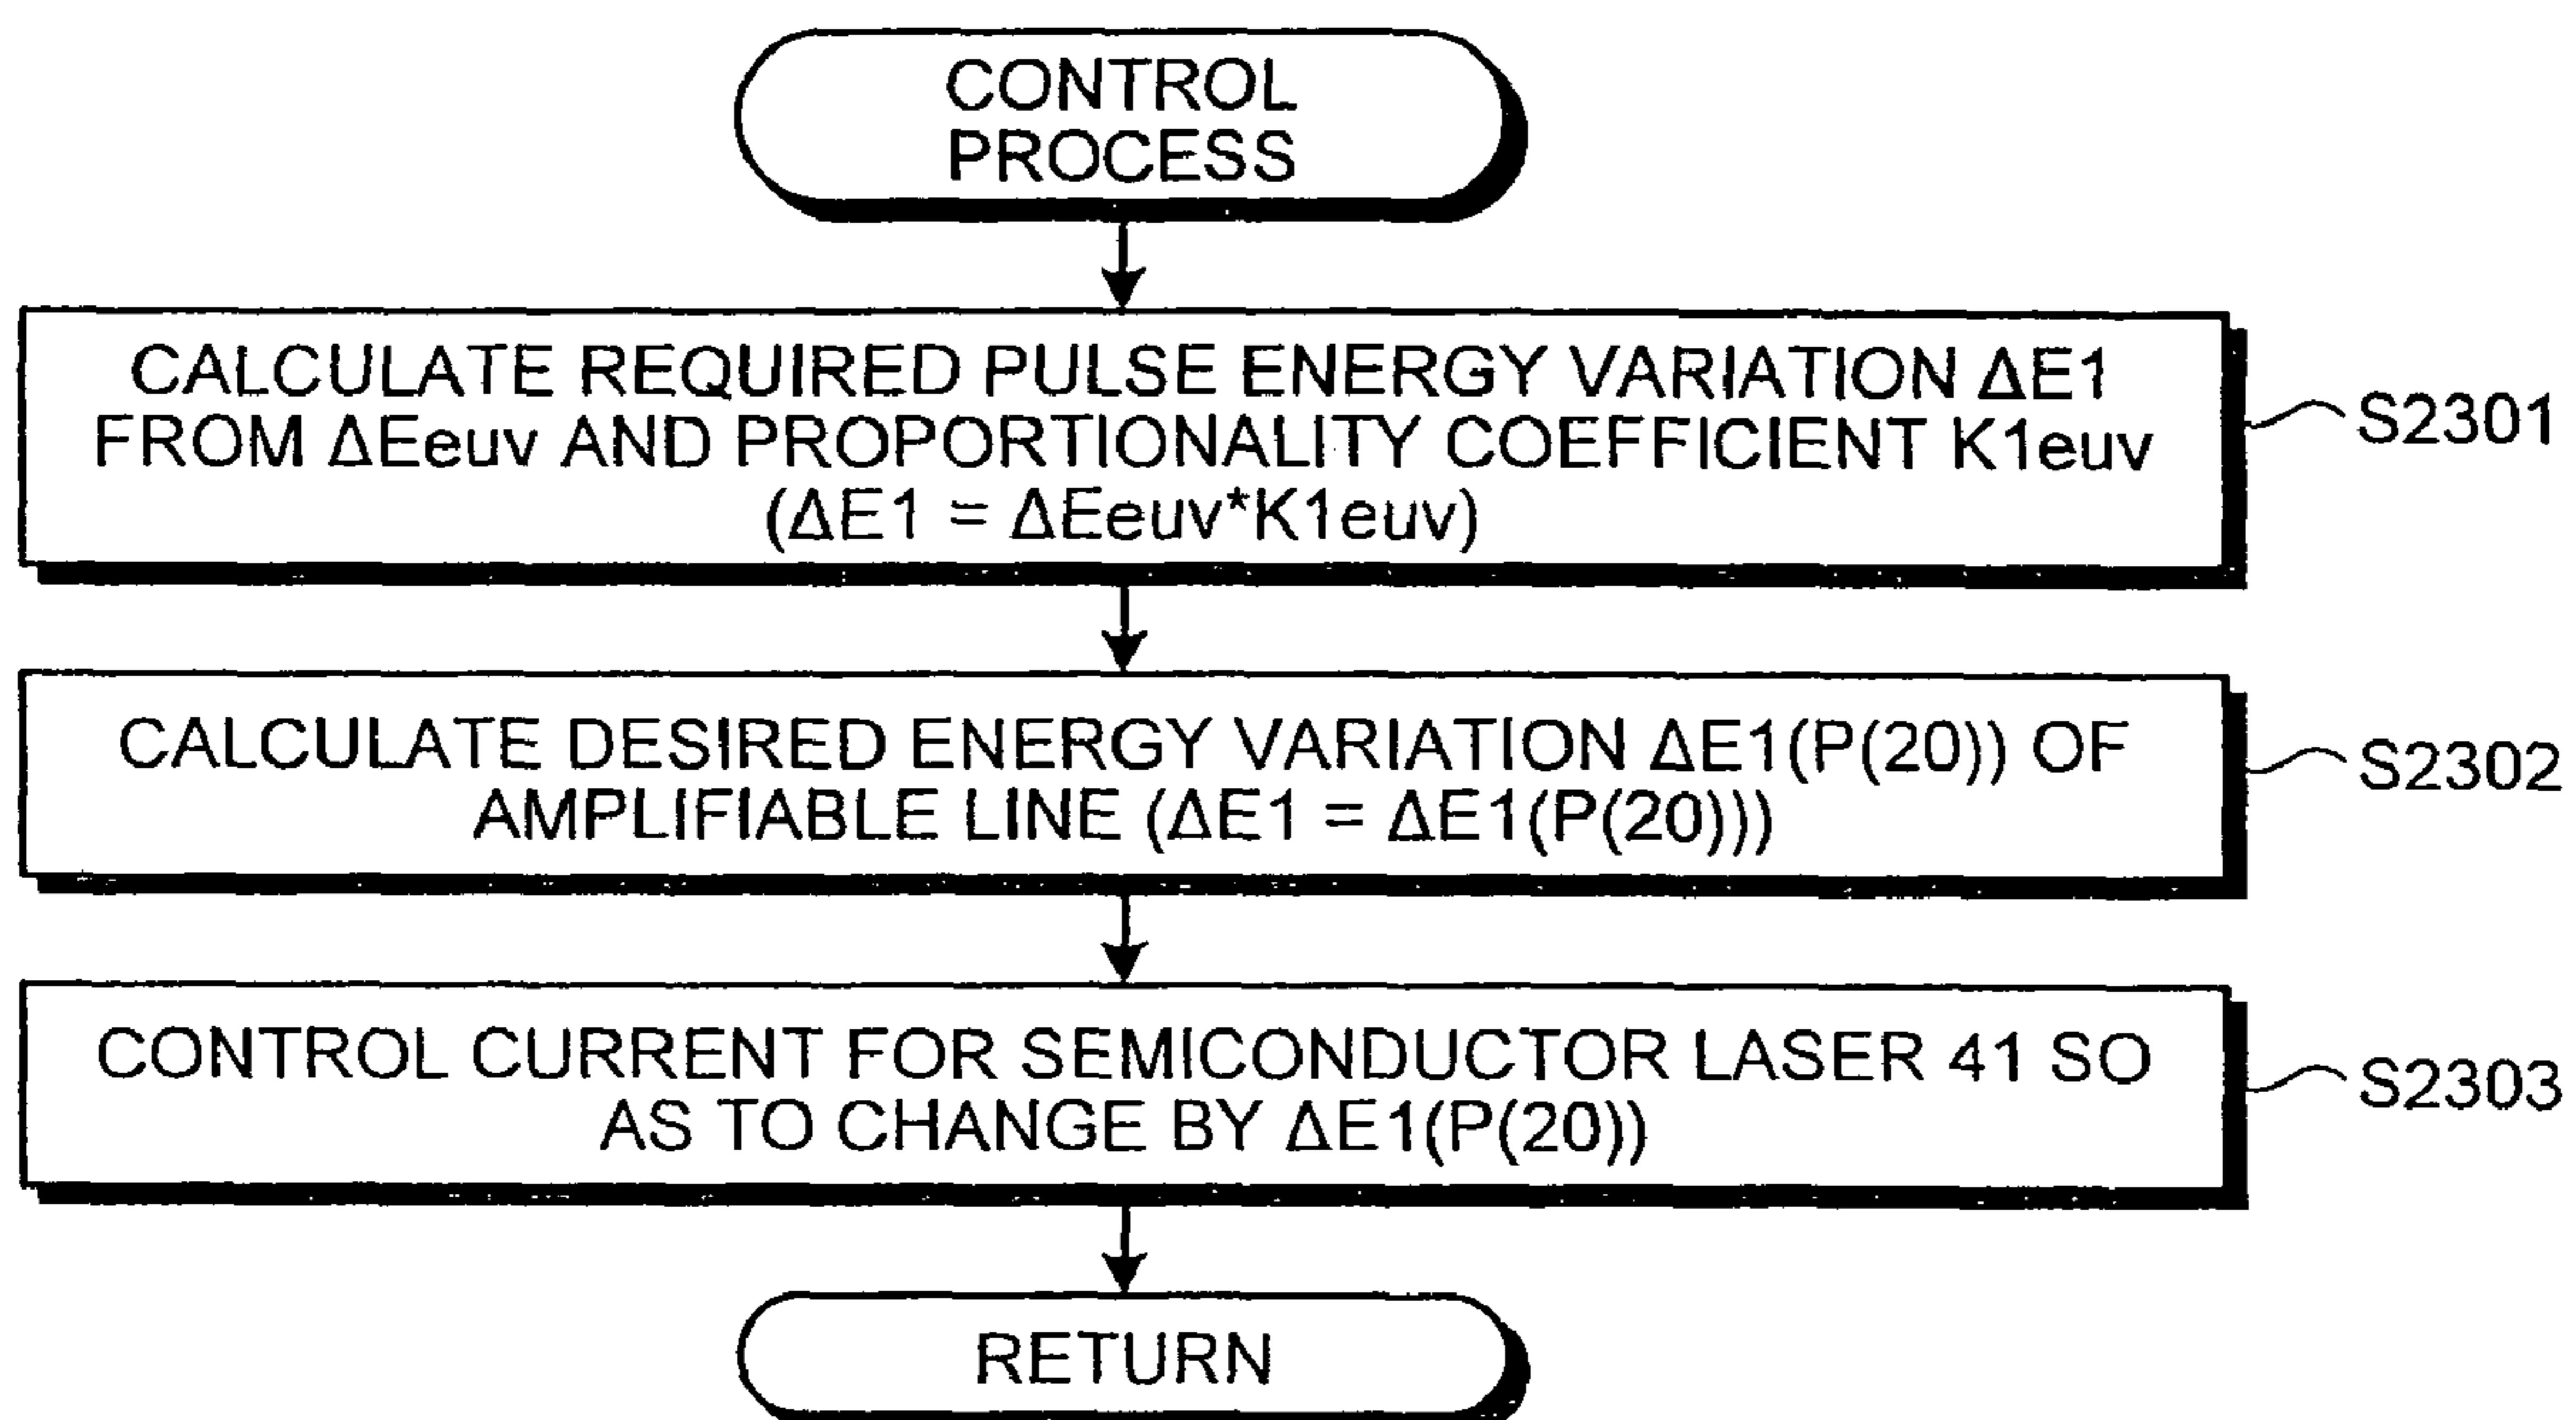 CONTROL
PROCESS
CALCULATE REQUIRED PULSE ENERGY VARIATION ΔE1
FROM ΔEeuv AND PROPORTIONALITY COEFFICIENT K1euv
(ΔE1 = ΔEeuv*K1euv)
S2301
CALCULATE DESIRED ENERGY VARIATION ΔE1(P(20)) OF
AMPLIFIABLE LINE (ΔE1 = ΔE1(P(20)))
S2302
CONTROL CURRENT FOR SEMICONDUCTOR LASER 41 SO
AS TO CHANGE BY ΔE1(P(20))
S2303
RETURN